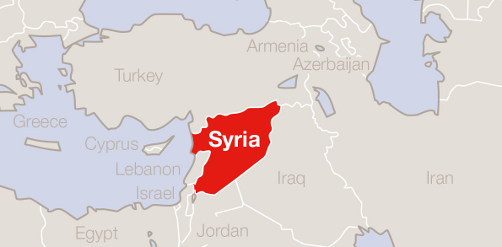 Armenia
Azerbaijan
Turkey
Greece
Cyprus
Syria
Lebanon
Israel
Iraq
Iran
Egypt
Jordan